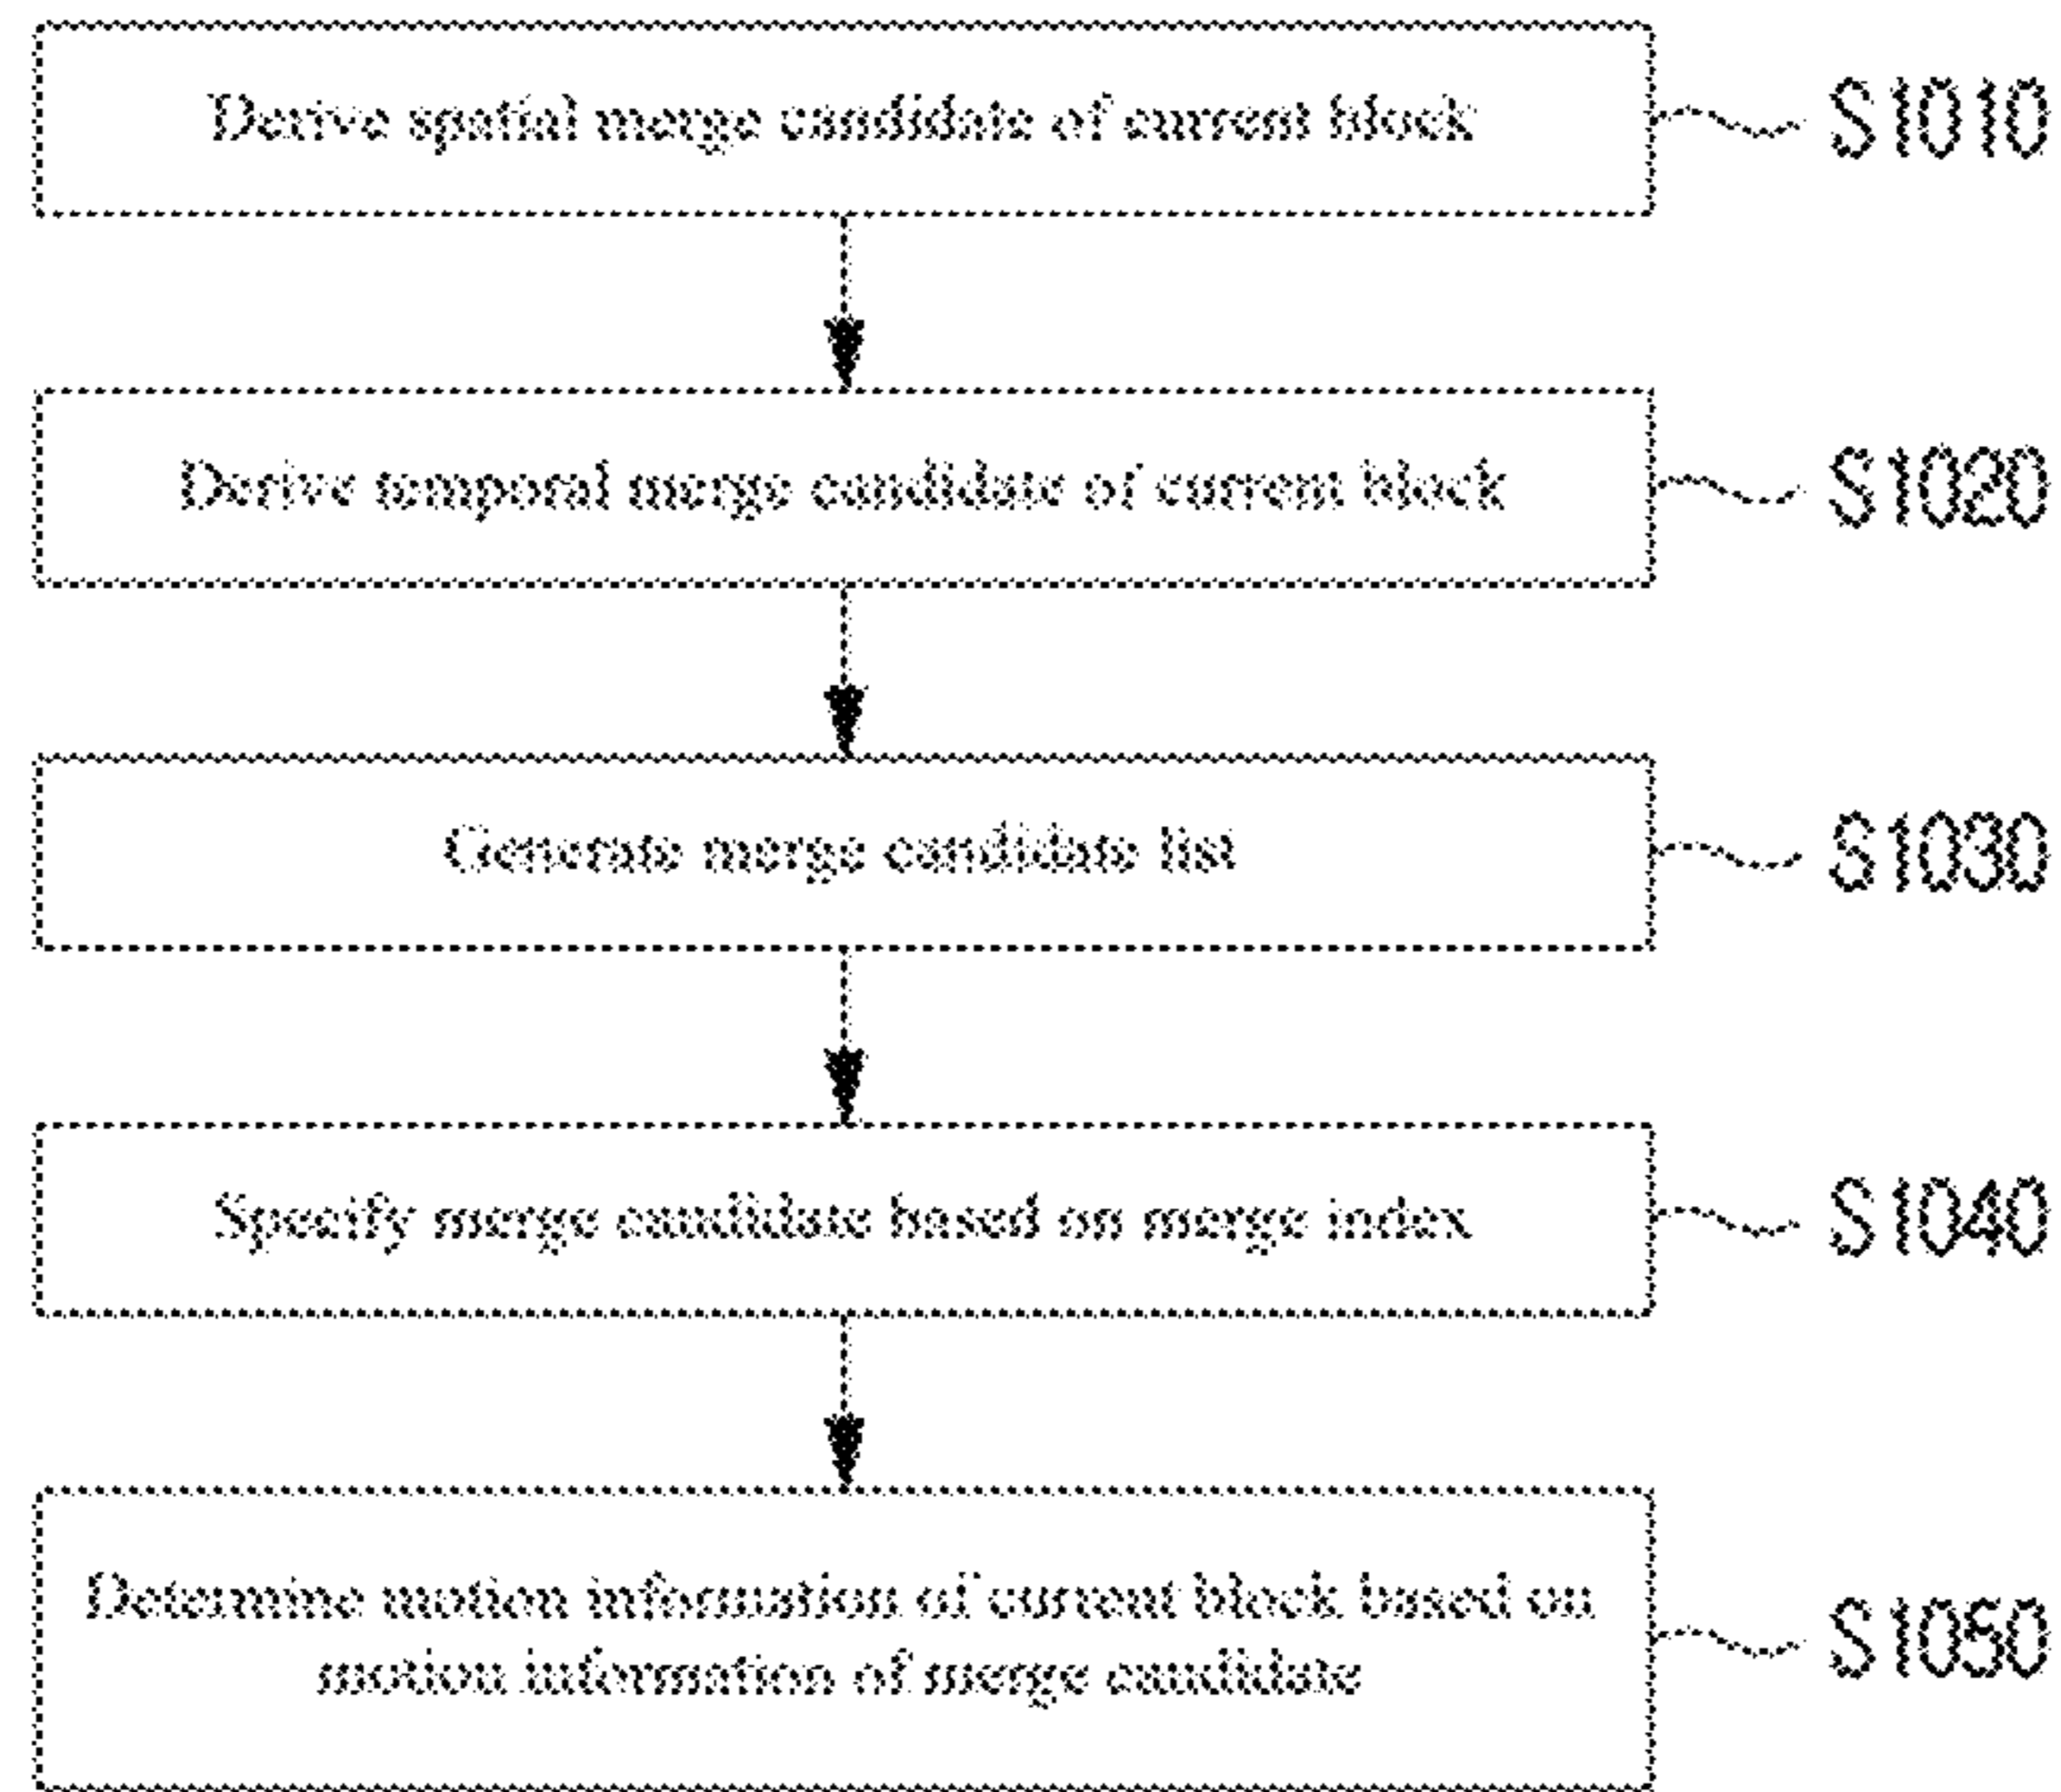 Derive spatial merge candidate of current block
S1010
Derive temporal merge candidate of current block
S1020
Generate merge candidate list
S1030
Specify merge candidate based on merge index
S1040
Determine motion information of current block based on
motion information of merge candidate
S1050